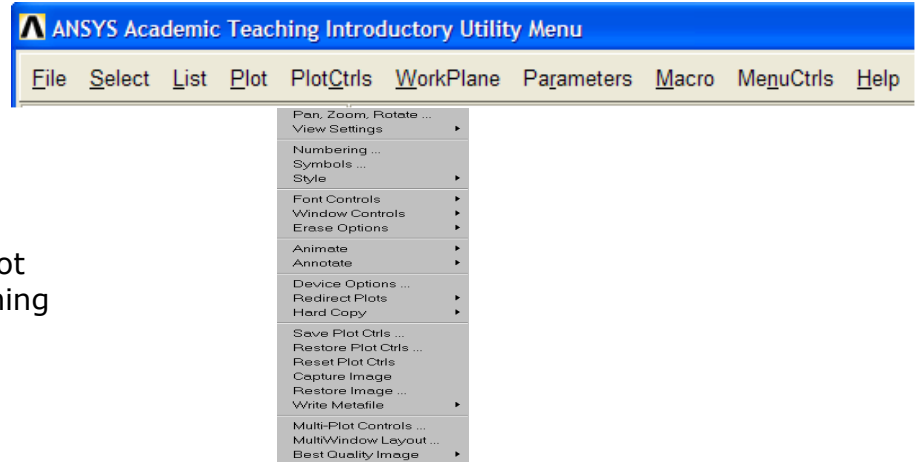 ANSYS Academic Teaching Introductory Utility Menu
File Select List Plot PlotCtrls WorkPlane Parameters Macro MenuCtrls Help
Pan, Zoom, Rotate ...
View Settings
Numbering ...
Symbols ...
Style
Font Controls
Window Controls
Erase Options
Animate
Annotate
Device Options ...
Redirect Plots
Hard Copy
Save Plot Ctrls ...
Restore Plot Ctrls ...
Reset Plot Ctrls
Capture Image
Restore Image ...
Write Metafile
Multi-Plot Controls ...
MultiWindow Layout ...
Best Quality Image